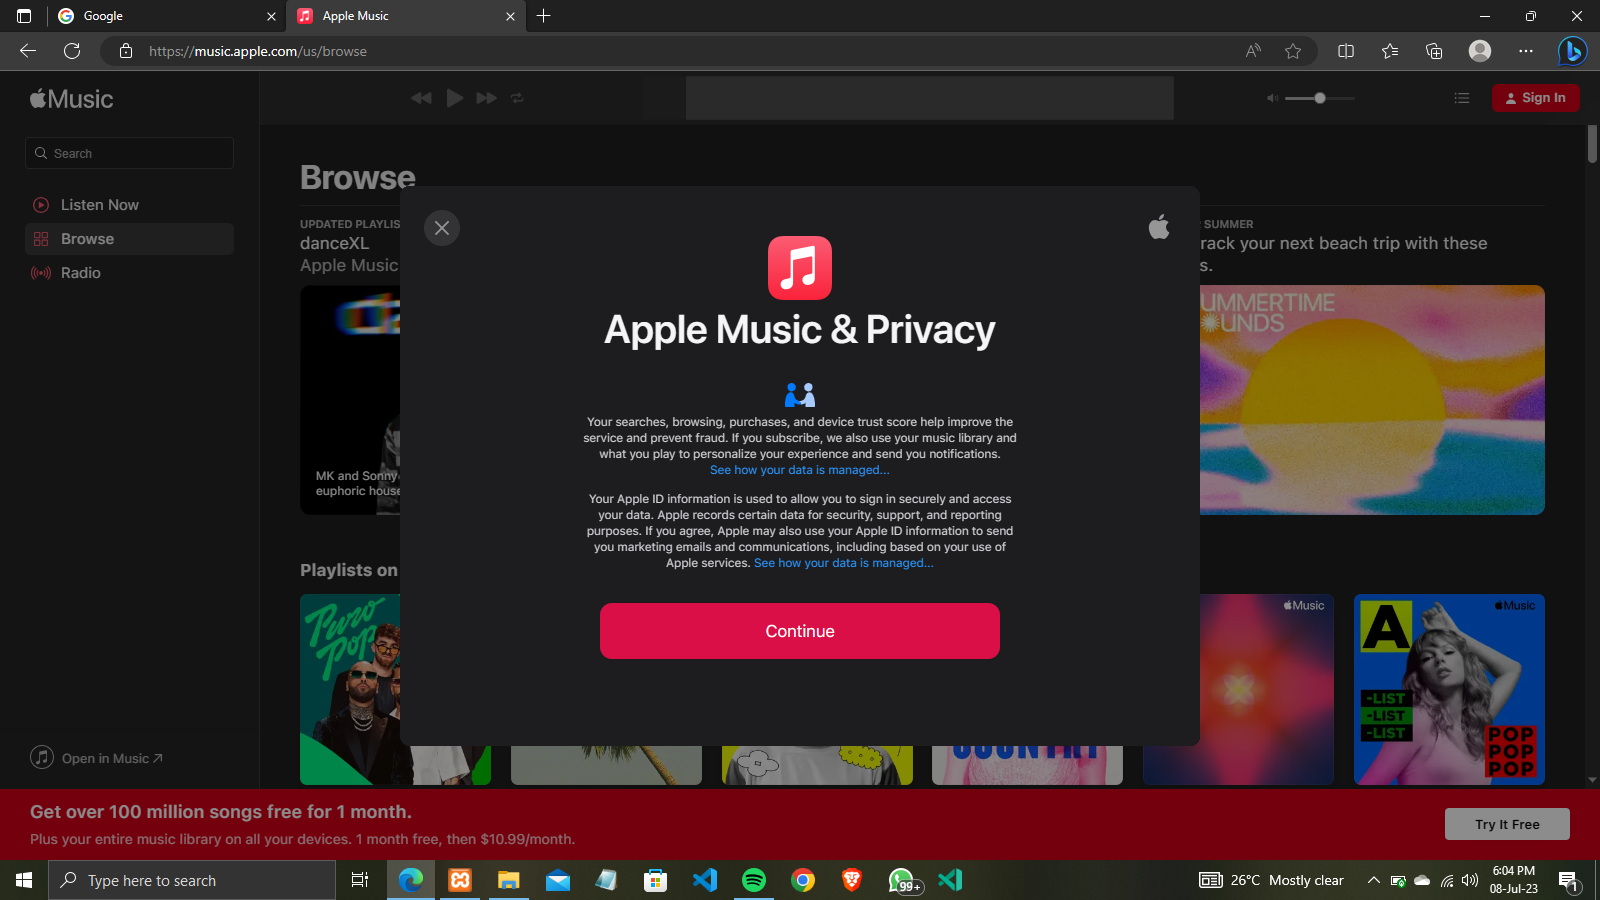 Google
Apple Music
https://music.apple.com/us/browse
Music
Sign In
Search
Listen Now
Browse
Radio
Open in Music
Browse
UPDATED PLAYLIS
danceXL
Apple Music
MK and Sonny
euphoric house
SUMMER
rack your next beach trip with these
s.
UMMERTIME
UNDS
Apple Music & Privacy
Your searches, browsing, purchases, and device trust score help improve the
service and prevent fraud. If you subscribe, we also use your music library and
what you play to personalize your experience and send you notifications.
See how your data is managed...
Your Apple ID information is used to allow you to sign in securely and access
your data. Apple records certain data for security, support, and reporting
purposes. If you agree, Apple may also use your Apple ID information to send
you marketing emails and communications, including based on your use of
Apple services. See how your data is managed...
Continue
Playlists on
Puro
Pop
COUNTRY
Music
Music
A
-LIST
-LIST
-LIST
POP
POP
POP
Get over 100 million songs free for 1 month.
Plus your entire music library on all your devices. 1 month free, then $10.99/month.
Try It Free
Type here to search
99+
26°C Mostly clear
6:04 PM
08-Jul-23
1